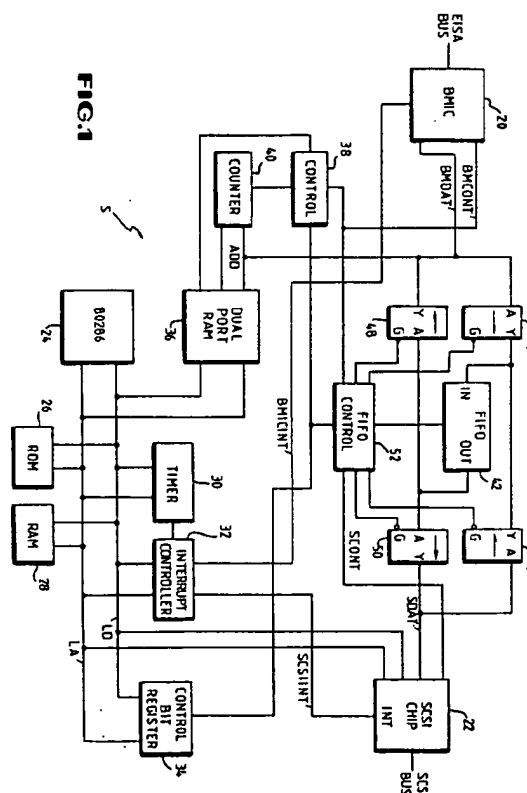 EISA
BUS
BMIC
20
BMCONT
BMDAT
A
Y
Y
A
G
48
IN
FIFO
OUT
42
FIFO
CONTROL
52
Y
A
A
Y
G
50
SCONT
SDAT
SCSI
CHIP
INT
22
BUS
38
CONTROL
40
COUNTER
ADD
DUAL
PORT
RAM
36
BMICINT
SCSIINT
30
TIMER
32
INTERRUPT
CONTROLLER
CONTROL
BIT
REGISTER
34
S
80286
24
26
ROM
RAM
28
LD
LA
FIG.1